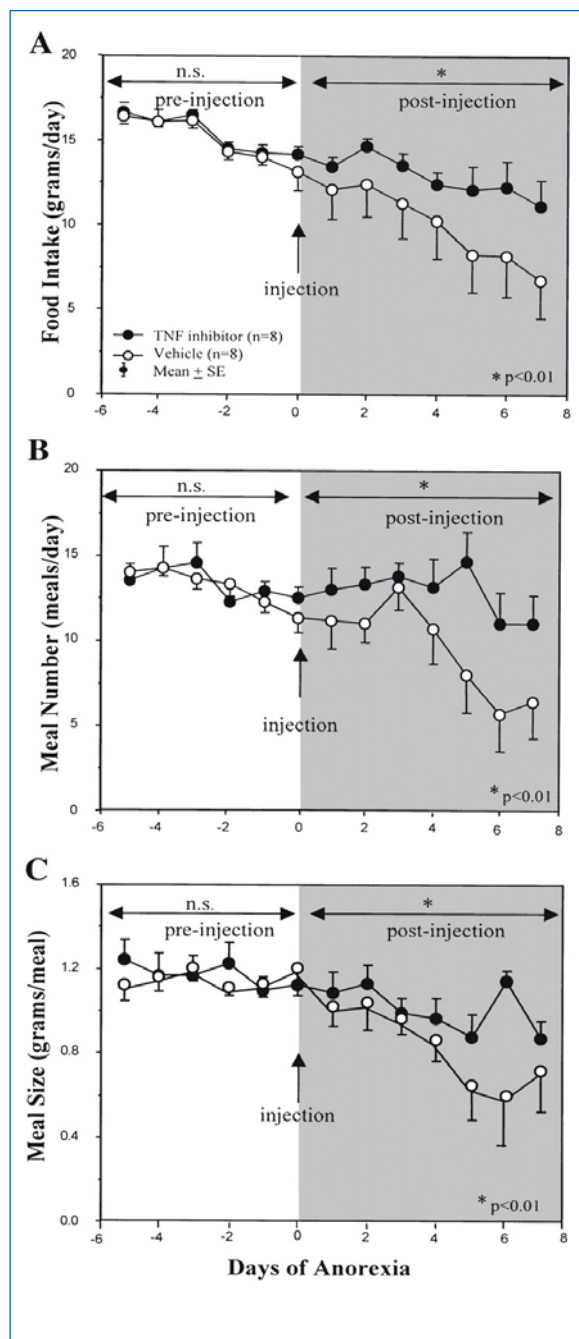 A
20
n.s.
*
pre-injection
post-injection
15
10
5
0
Food Intake (grams/day)
injection
TNF inhibitor (n=8)
Vehicle (n=8)
Mean ± SE
* p<0.01
-6
-4
-2
0
2
4
6
8
B
20
n.s.
*
pre-injection
post-injection
15
10
5
0
Meal Number (meals/day)
injection
* p<0.01
-6
-4
-2
0
2
4
6
8
C
1.6
n.s.
*
pre-injection
post-injection
1.2
0.8
0.4
0.0
Meal Size (grams/meal)
injection
* p<0.01
-6
-4
-2
0
2
4
6
8
Days of Anorexia